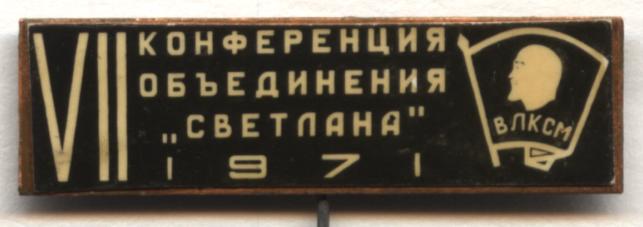 VII
КОНФЕРЕНЦИЯ
ОБЪЕДИНЕНИЯ
„СВЕТЛАНА"
1971
ВЛКСМ